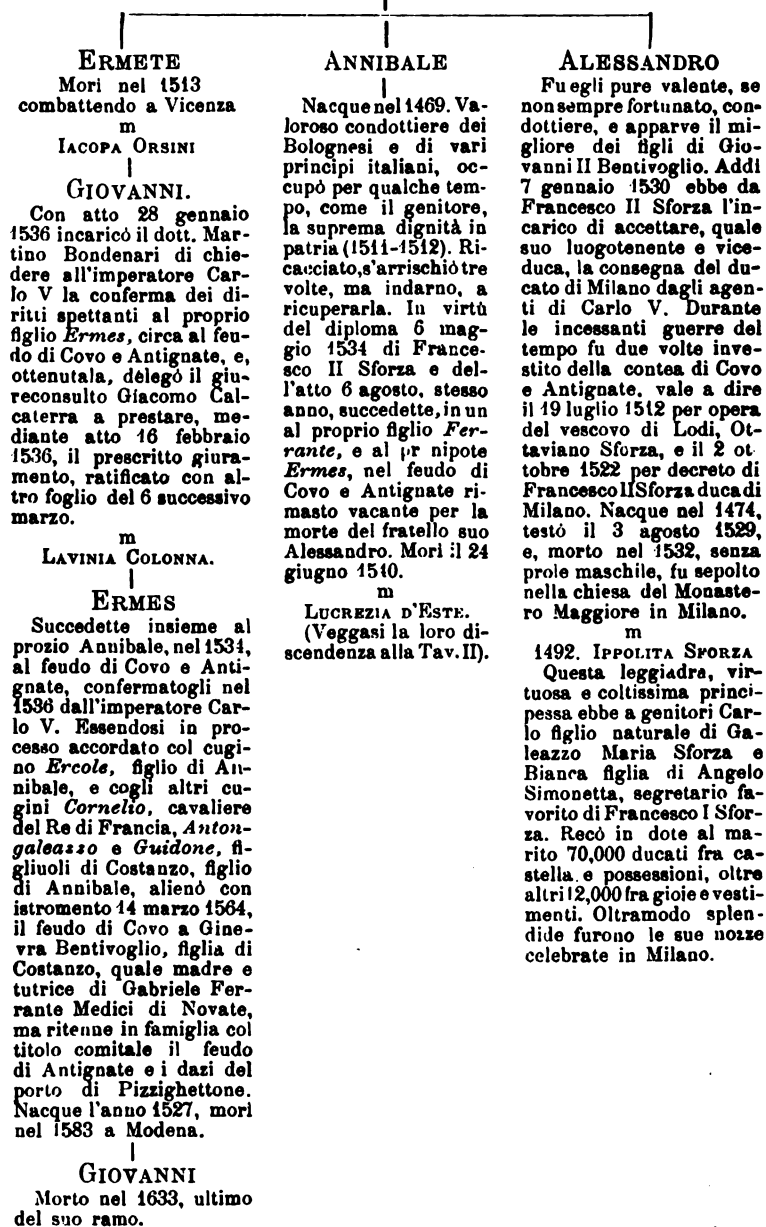 ERMETE
Mori nel 1513
combattendo a Vicenza
m
IACOPA ORSINI
GIOVANNI.
Con atto 28 gennaio
1536 incaricò il dott. Mar-
tino Bondenari di chie-
dere all'imperatore Car-
lo V la conferma dei di-
ritti spettanti al proprio
figlio Ermes, circa al feu-
do di Covo e Antignate, e,
ottenutala, delegò il giu-
reconsulto Giacomo Cal-
caterra a prestare, me-
diante atto 16 febbraio
1536, il prescritto giura-
mento, ratificato con al-
tro foglio del 6 successivo
marzo.
m
LAVINIA COLONNA.
ERMES
Succedette insieme al
prozio Annibale, nel 1534,
al feudo di Covo e Anti-
gnate, confermatogli nel
1536 dall'imperatore Car-
lo V. Essendosi in pro-
cesso accordato col cugi-
no Ercole, figlio di An-
nibale, e cogli altri cu-
gini Cornelio, cavaliere
del Re di Francia, Anton-
galeazzo e Guidone, fi-
gliuoli di Costanzo, figlio
di Annibale, alienò con
istromento 14 marzo 1564,
il feudo di Covo a Gine-
vra Bentivoglio, figlia di
Costanzo, quale madre e
tutrice di Gabriele Fer-
rante Medici di Novate,
ma ritenne in famiglia col
titolo comitale il feudo
di Antignate e i dazi del
porto di Pizzighettone.
Nacque l'anno 1527, morì
nel 1583 a Modena.
GIOVANNI
Morto nel 1633, ultimo
del suo ramo.
ANNIBALE
Nacque nel 1469. Va-
loroso condottiere dei
Bolognesi e di vari
principi italiani, oc-
cupò per qualche tem-
po, come il genitore,
la suprema dignità in
patria (1511-1512). Ri-
cacciato, s'arrischiò tre
volte, ma indarno, a
ricuperarla. In virtù
del diploma 6 mag-
gio 1534 di France-
sco II Sforza e del-
l'atto 6 agosto, stesso
anno, succedette, in un
al proprio figlio Fer-
rante, e al pr nipote
Ermes, nel feudo di
Covo e Antignate ri-
masto vacante per la
morte del fratello suo
Alessandro. Morì il 24
giugno 1540.
m
LUCREZIA D'ESTE.
(Veggasi la loro di-
scendenza alla Tav. II).
ALESSANDRO
Fu egli pure valente, se
non sempre fortunato, con-
dottiere, e apparve il mi-
gliore dei figli di Gio-
vanni II Bentivoglio. Addì
7 gennaio 1530 ebbe da
Francesco II Sforza l'in-
carico di accettare, quale
suo luogotenente e vice-
duca, la consegna del du-
cato di Milano dagli agen-
ti di Carlo V. Durante
le incessanti guerre del
tempo fu due volte inve-
stito della contea di Covo
e Antignate, vale a dire
il 19 luglio 1512 per opera
del vescovo di Lodi, Ot-
taviano Sforza, e il 2 ot-
tobre 1522 per decreto di
Francesco II Sforza duca di
Milano. Nacque nel 1474,
testò il 3 agosto 1529,
e, morto nel 1532, senza
prole maschile, fu sepolto
nella chiesa del Monaste-
ro Maggiore in Milano.
m
1492. IPPOLITA SFORZA
Questa leggiadra, vir-
tuosa e coltissima princi-
pessa ebbe a genitori Car-
lo figlio naturale di Ga-
leazzo Maria Sforza e
Bianca figlia di Angelo
Simonetta, segretario fa-
vorito di Francesco I Sfor-
za. Recò in dote al ma-
rito 70,000 ducati fra ca-
stella e possessioni, oltre
altri 12,000 fra gioie e vesti-
menti. Oltramodo splen-
dide furono le sue nozze
celebrate in Milano.